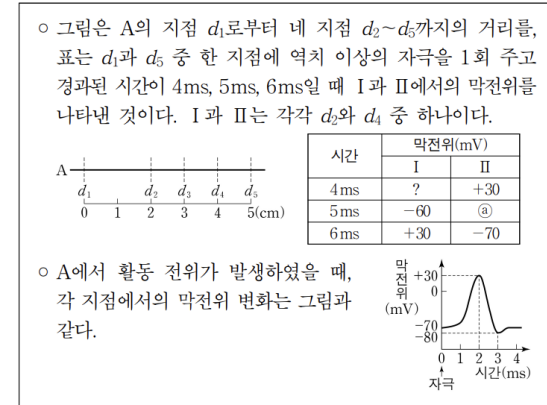 ○ 그림은 A의 지점 d₁로부터 네 지점 d₂~d₅까지의 거리를,
표는 d₁과 d₅ 중 한 지점에 역치 이상의 자극을 1회 주고
경과된 시간이 4ms, 5ms, 6ms일 때 Ⅰ과 Ⅱ에서의 막전위를
나타낸 것이다. Ⅰ과 Ⅱ는 각각 d₂와 d₄ 중 하나이다.
A
d₁ d₂ d₃ d₄ d₅
0 1 2 3 4 5(cm)
시간 막전위(mV)
Ⅰ Ⅱ
4ms ? +30
5ms -60 ⓐ
6ms +30 -70
○ A에서 활동 전위가 발생하였을 때,
각 지점에서의 막전위 변화는 그림과
같다.
막전위(mV)
+30
0
-70
-80
0 1 2 3 4
시간(ms)
자극